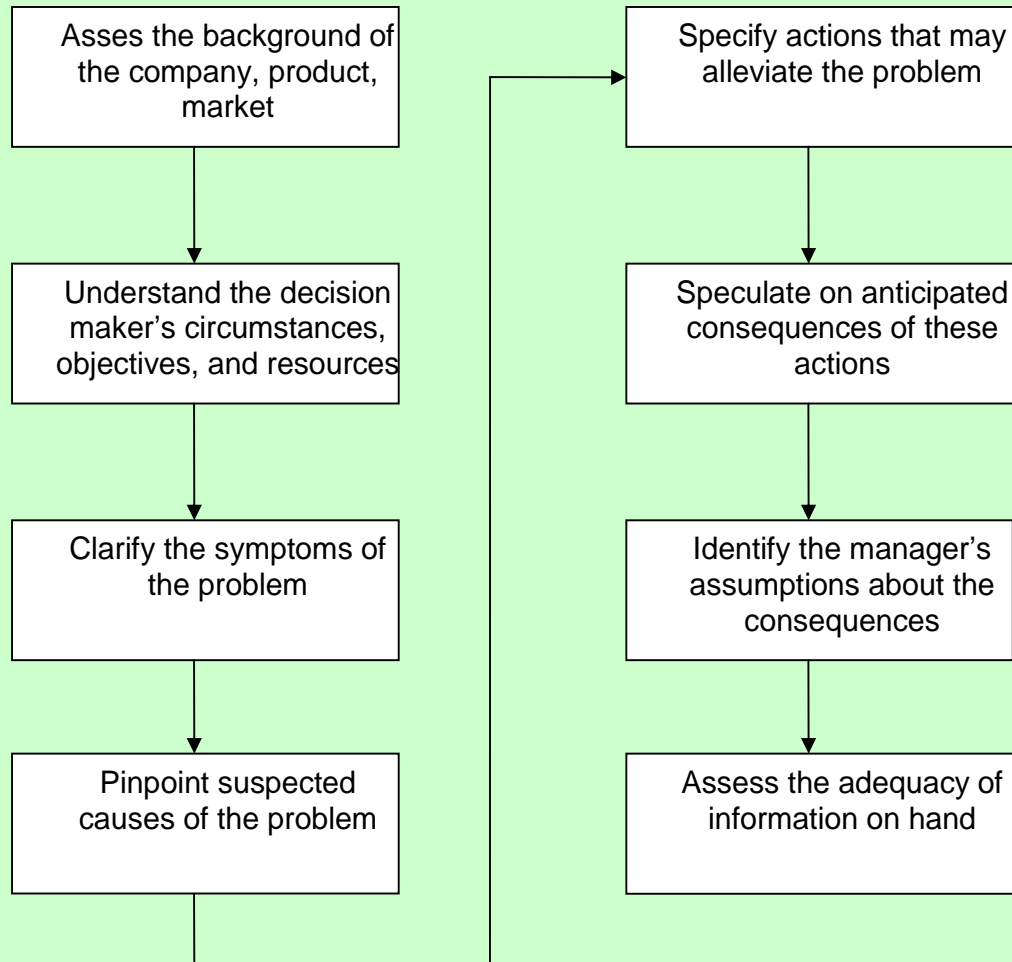 Asses the background of
the company, product,
market
Understand the decision
maker’s circumstances,
objectives, and resources
Clarify the symptoms of
the problem
Pinpoint suspected
causes of the problem
Specify actions that may
alleviate the problem
Speculate on anticipated
consequences of these
actions
Identify the manager’s
assumptions about the
consequences
Assess the adequacy of
information on hand